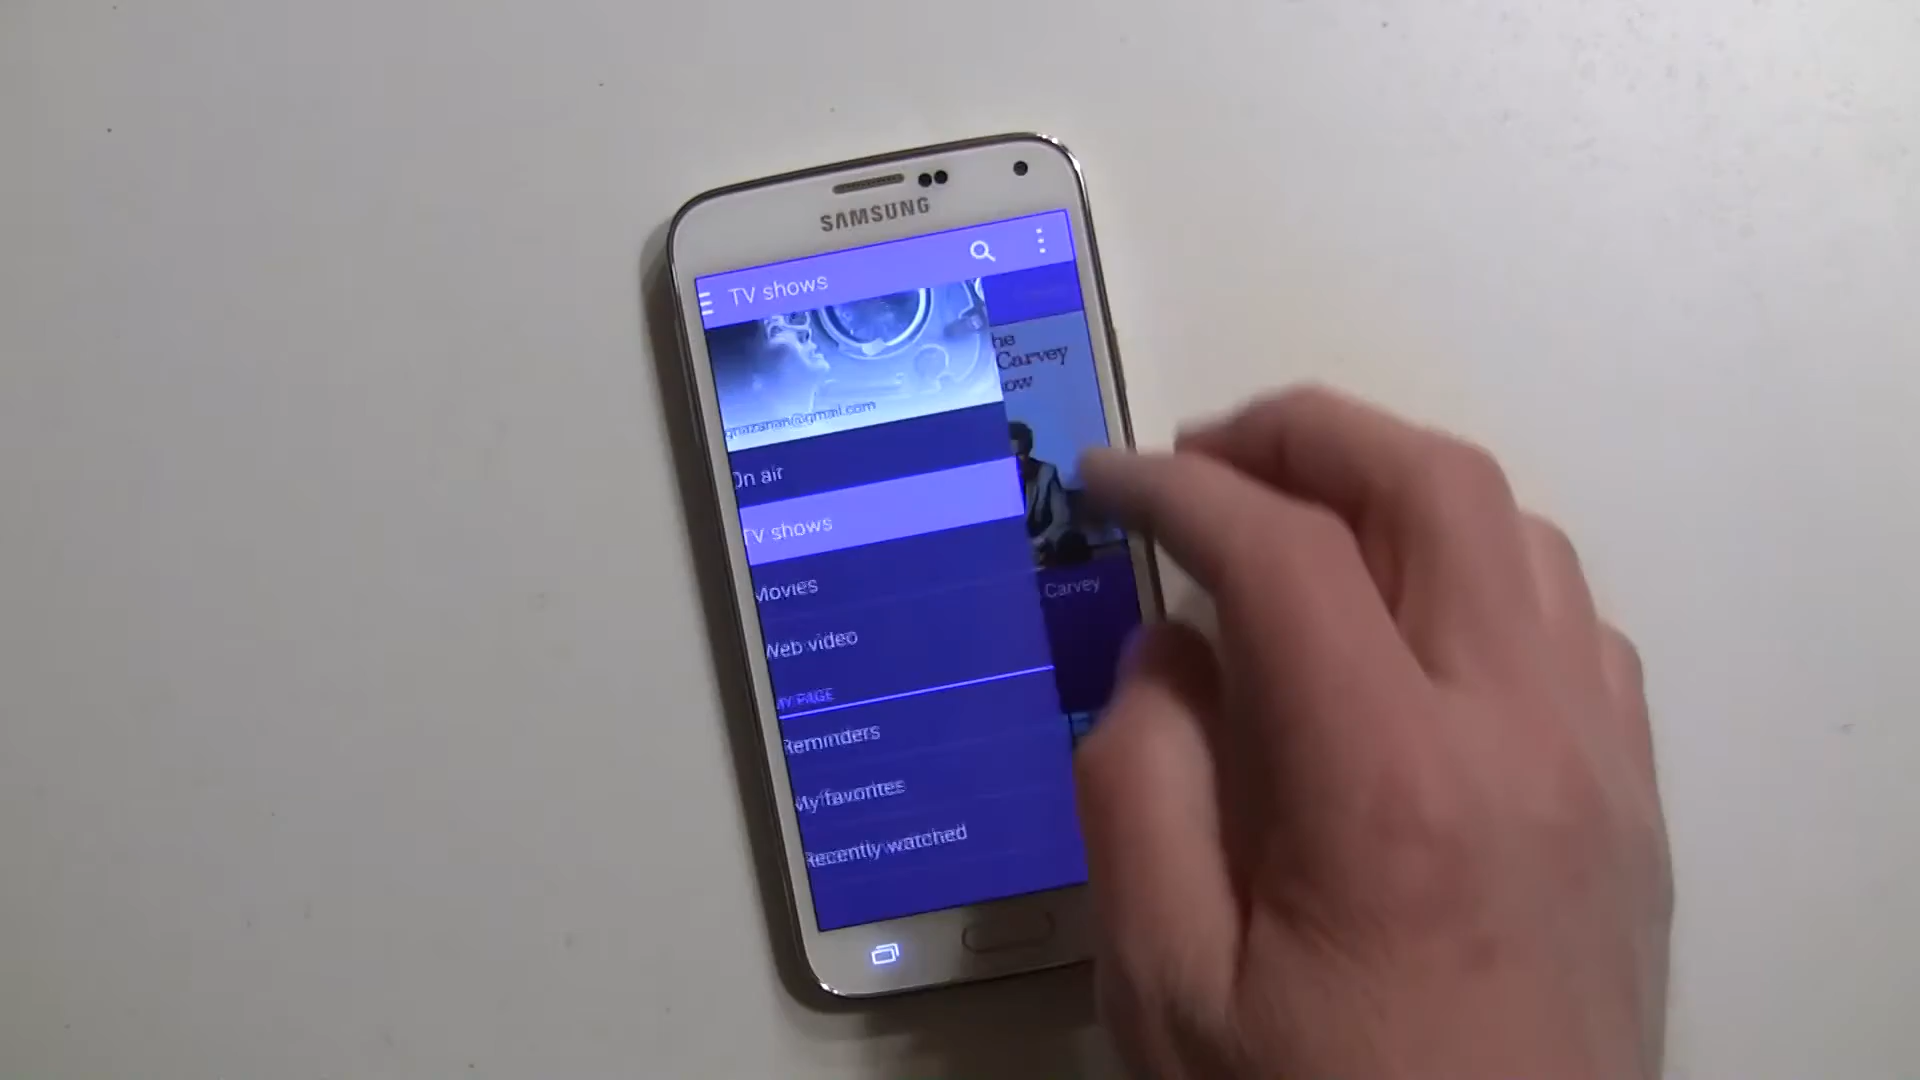 SAMSUNG
TV shows
he
Carvey
ow
gnazarian@gmail.com
On air
TV shows
Movies
Carvey
Web video
MY PAGE
Reminders
My favorites
Recently watched